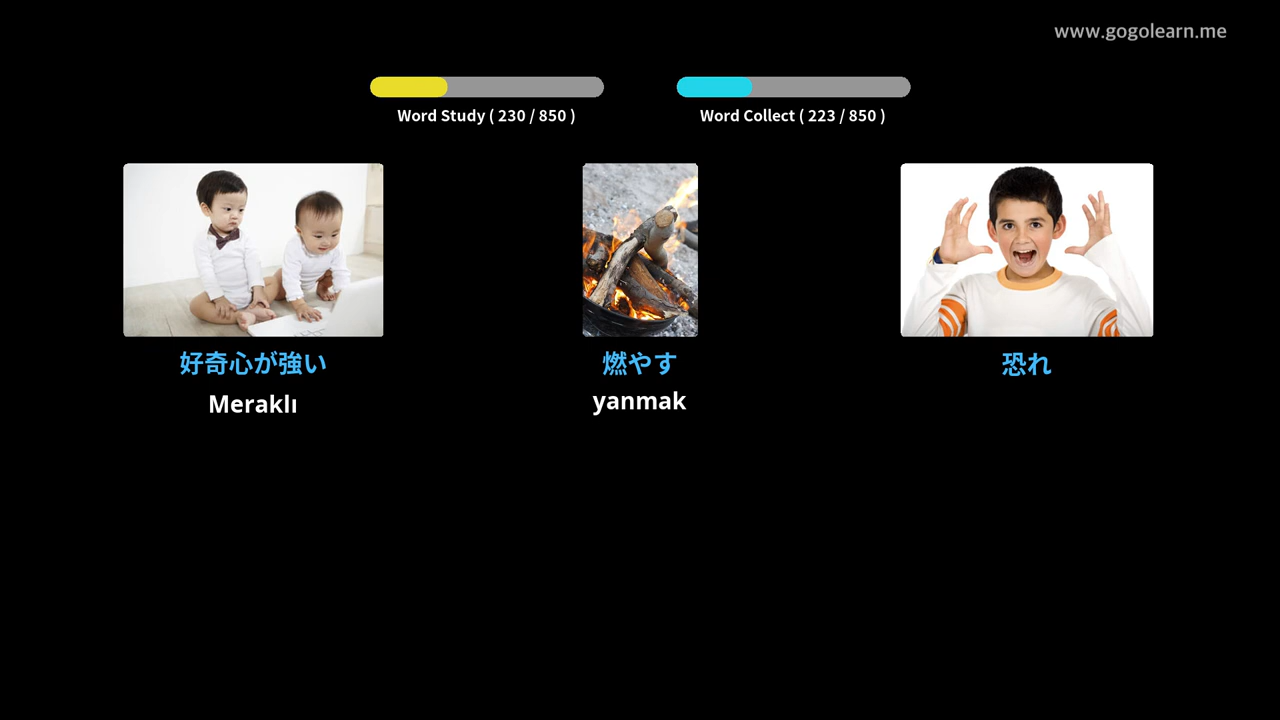 www.gogolearn.me
Word Study ( 230 / 850 )
Word Collect ( 223 / 850 )
好奇心が強い
燃やす
恐れ
Meraklı
yanmak